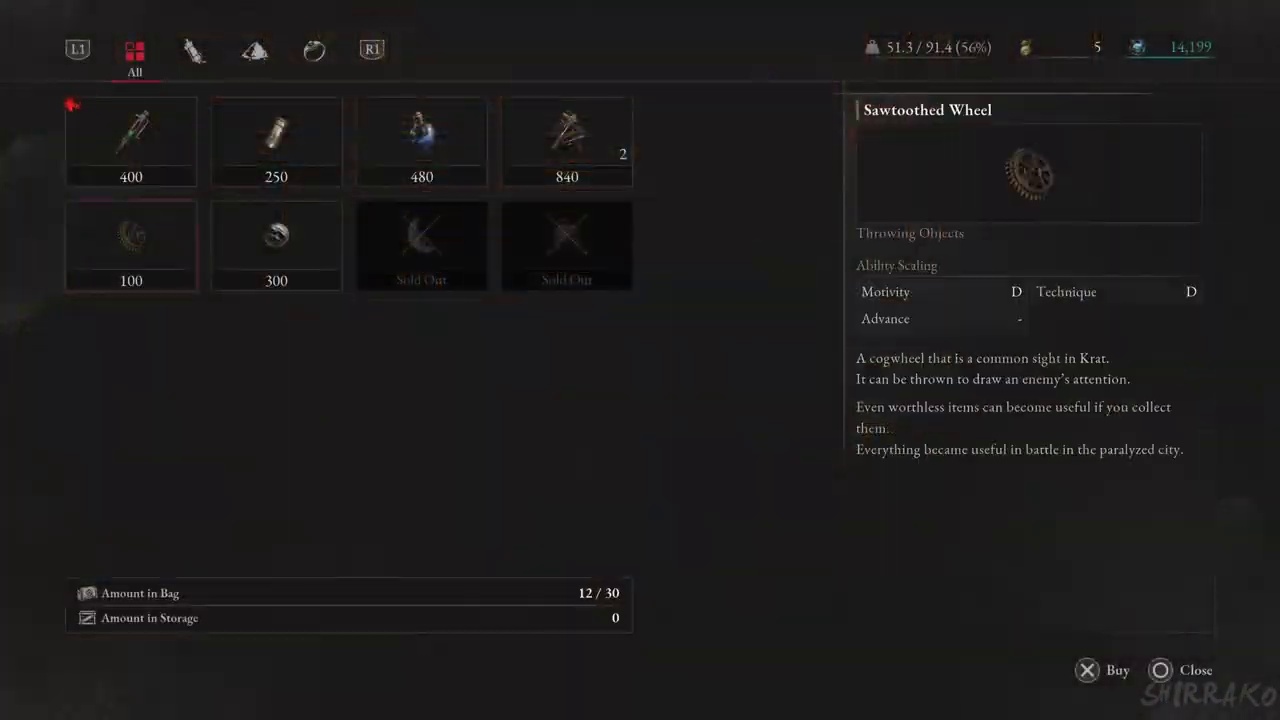 L1
All
R1
51.3 / 91.4 (56%)
5
14,199
400
250
480
2
840
100
300
Sold Out
Sold Out
Sawtoothed Wheel
Throwing Objects
Ability Scaling
Motivity D Technique D
Advance -
A cogwheel that is a common sight in Krat.
It can be thrown to draw an enemy's attention.
Even worthless items can become useful if you collect
them.
Everything became useful in battle in the paralyzed city.
Amount in Bag 12 / 30
Amount in Storage 0
Buy Close
SHIRRAKO